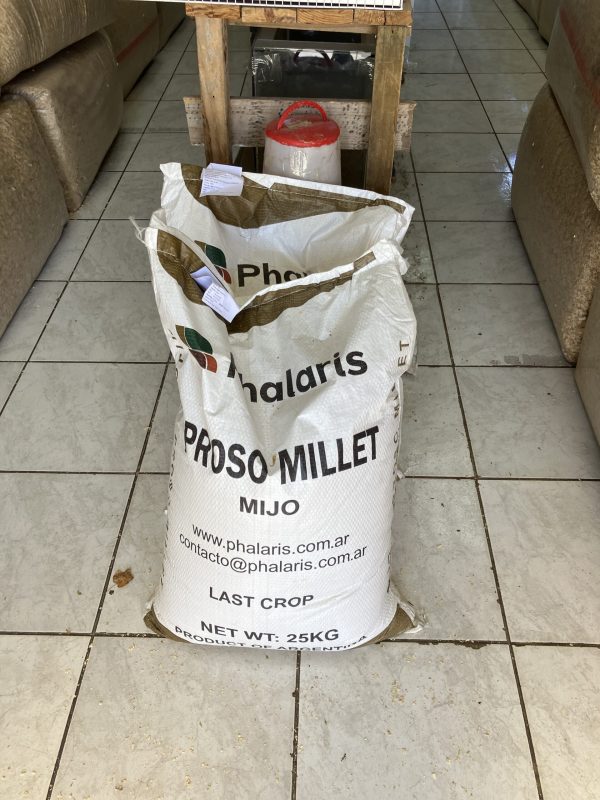 Phalaris
PROSO MILLET
MIJO
www.phalaris.com.ar
contacto@phalaris.com.ar
LAST CROP
NET WT: 25KG
PRODUCT OF ARGENTINA